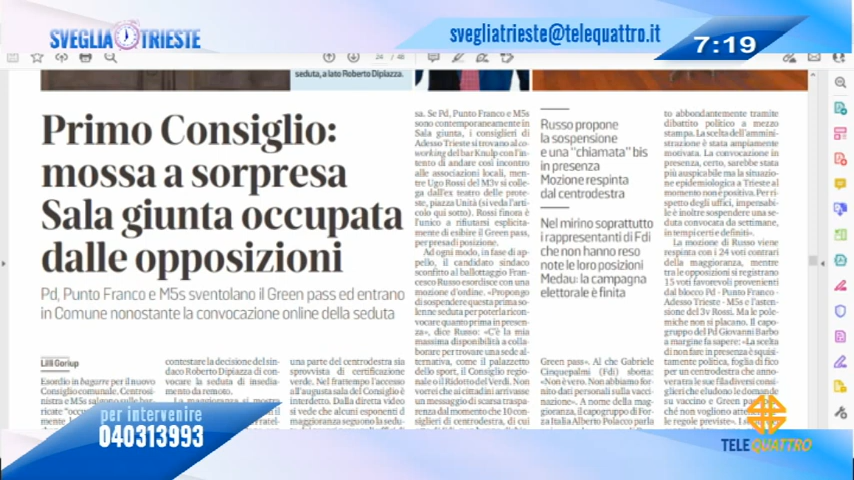 SVEGLIA TRIESTE
svegliatrieste@telequattro.it
7:19
24 / 48
seduta, a lato Roberto Dipiazza.
Primo Consiglio:
mossa a sorpresa
Sala giunta occupata
dalle opposizioni
Pd, Punto Franco e M5s sventolano il Green pass ed entrano
in Comune nonostante la convocazione online della seduta
Lilli Goriup
Esordio in bagarre per il nuovo
Consiglio comunale. Centrosi-
nistra e M5s
contestare la decisione del sin-
daco Roberto Dipiazza di con-
vocare la seduta di insedia-
mento da remoto.
La maggioranza si
una parte del centrodestra sia
sprovvista di certificazione
verde. Nel frattempo l'accesso
all'augusta sala del Consiglio è
interdetto. Dalla diretta video
si vede che alcuni esponenti di
maggioranza seguono la sedu-
sa. Se Pd, Punto Franco e M5s
sono contemporaneamente in
Sala giunta, i consiglieri di
Adesso Trieste si trovano al co-
working del bar Knulp con l'in-
tento di andare così incontro
alle associazioni locali, men-
tre Ugo Rossi del M3v si colle-
ga dall'ex teatro delle prote-
ste, piazza Unità (si veda l'arti-
colo qui sotto). Rossi finora è
l'unico a rifiutarsi esplicita-
mente di esibire il Green pass,
per presa di posizione.
Ad ogni modo, in fase di ap-
pello, il candidato sindaco
sconfitto al ballottaggio Fran-
cesco Russo esordisce con una
mozione d'ordine. «Propongo
di sospendere questa prima so-
lenne seduta per poterla ricon-
vocare quanto prima in presen-
za», dice Russo: «C'è la mia
massima disponibilità a colla-
borare per trovare una sede al-
ternativa, come il palazzetto
dello sport, il Consiglio regio-
nale o il Ridotto del Verdi. Non
vorrei che ai cittadini arrivasse
un messaggio di scarsa traspa-
renza dal momento che 10 con-
siglieri di centrodestra, di cui
Russo propone
la sospensione
e una "chiamata" bis
in presenza
Mozione respinta
dal centrodestra
Nel mirino soprattutto
i rappresentanti di Fdi
che non hanno reso
note le loro posizioni
Medau: la campagna
elettorale è finita
Green pass». Al che Gabriele
Cinquepalmi (Fdi) sbotta:
«Non è vero. Non abbiamo for-
nito dati personali sulla vacci-
nazione». A nome della mag-
gioranza, il capogruppo di For-
za Italia Alberto Polacco parla
to abbondantemente tramite
dibattito politico a mezzo
stampa. La scelta dell'ammini-
strazione è stata ampiamente
motivata. La convocazione in
presenza, certo, sarebbe stata
più auspicabile ma la situazio-
ne epidemiologica a Trieste al
momento non è positiva. Per ri-
spetto degli uffici, impensabi-
le è inoltre sospendere una se-
duta convocata da settimane,
in tempi certi e definiti».
La mozione di Russo viene
respinta con i 24 voti contrari
della maggioranza, mentre
tra le opposizioni si registrano
15 voti favorevoli provenienti
dal blocco Pd - Punto Franco -
Adesso Trieste - M5s e l'asten-
sione del 3v Rossi. Ma le pole-
miche non si placano. Il capo-
gruppo del Pd Giovanni Barbo
a margine fa sapere: «La scelta
di non fare in presenza è squisi-
tamente politica, foglia di fico
per un centrodestra che anno-
vera tra le sue fila diversi consi-
glieri che eludono le doman
su vaccino e Green pa
ché non vogliono atte
le regole previste».
per intervenire
040313993
TELEQUATTRO